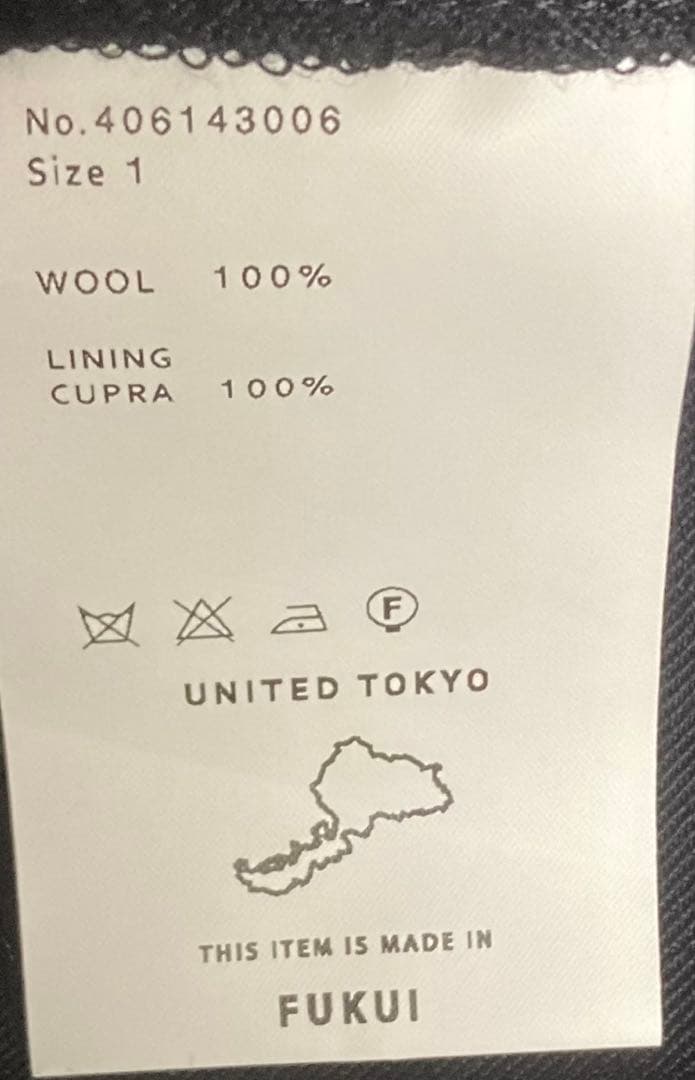 No.406143006
Size 1
WOOL 100%
LINING
CUPRA 100%
F
UNITED TOKYO
THIS ITEM IS MADE IN
FUKUI